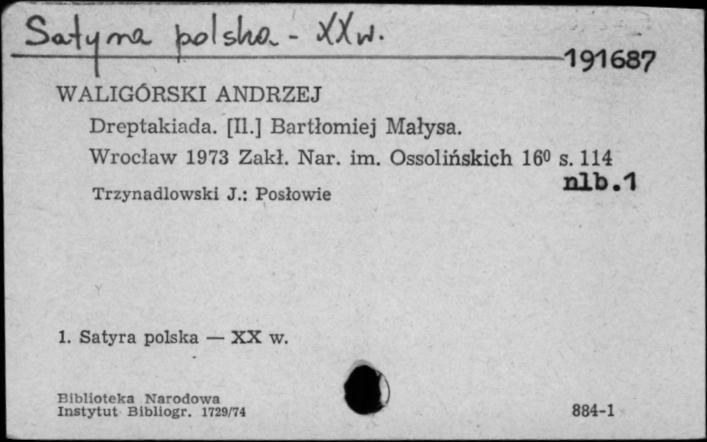 Satyra polska - XX w.
191687
WALIGÓRSKI ANDRZEJ
Dreptakiada. [Il.] Bartłomiej Małysa.
Wrocław 1973 Zakł. Nar. im. Ossolińskich 16⁰ s. 114
nlb.1
Trzynadlowski J.: Posłowie
1. Satyra polska — XX w.
Biblioteka Narodowa
Instytut Bibliogr. 1729/74
884-1